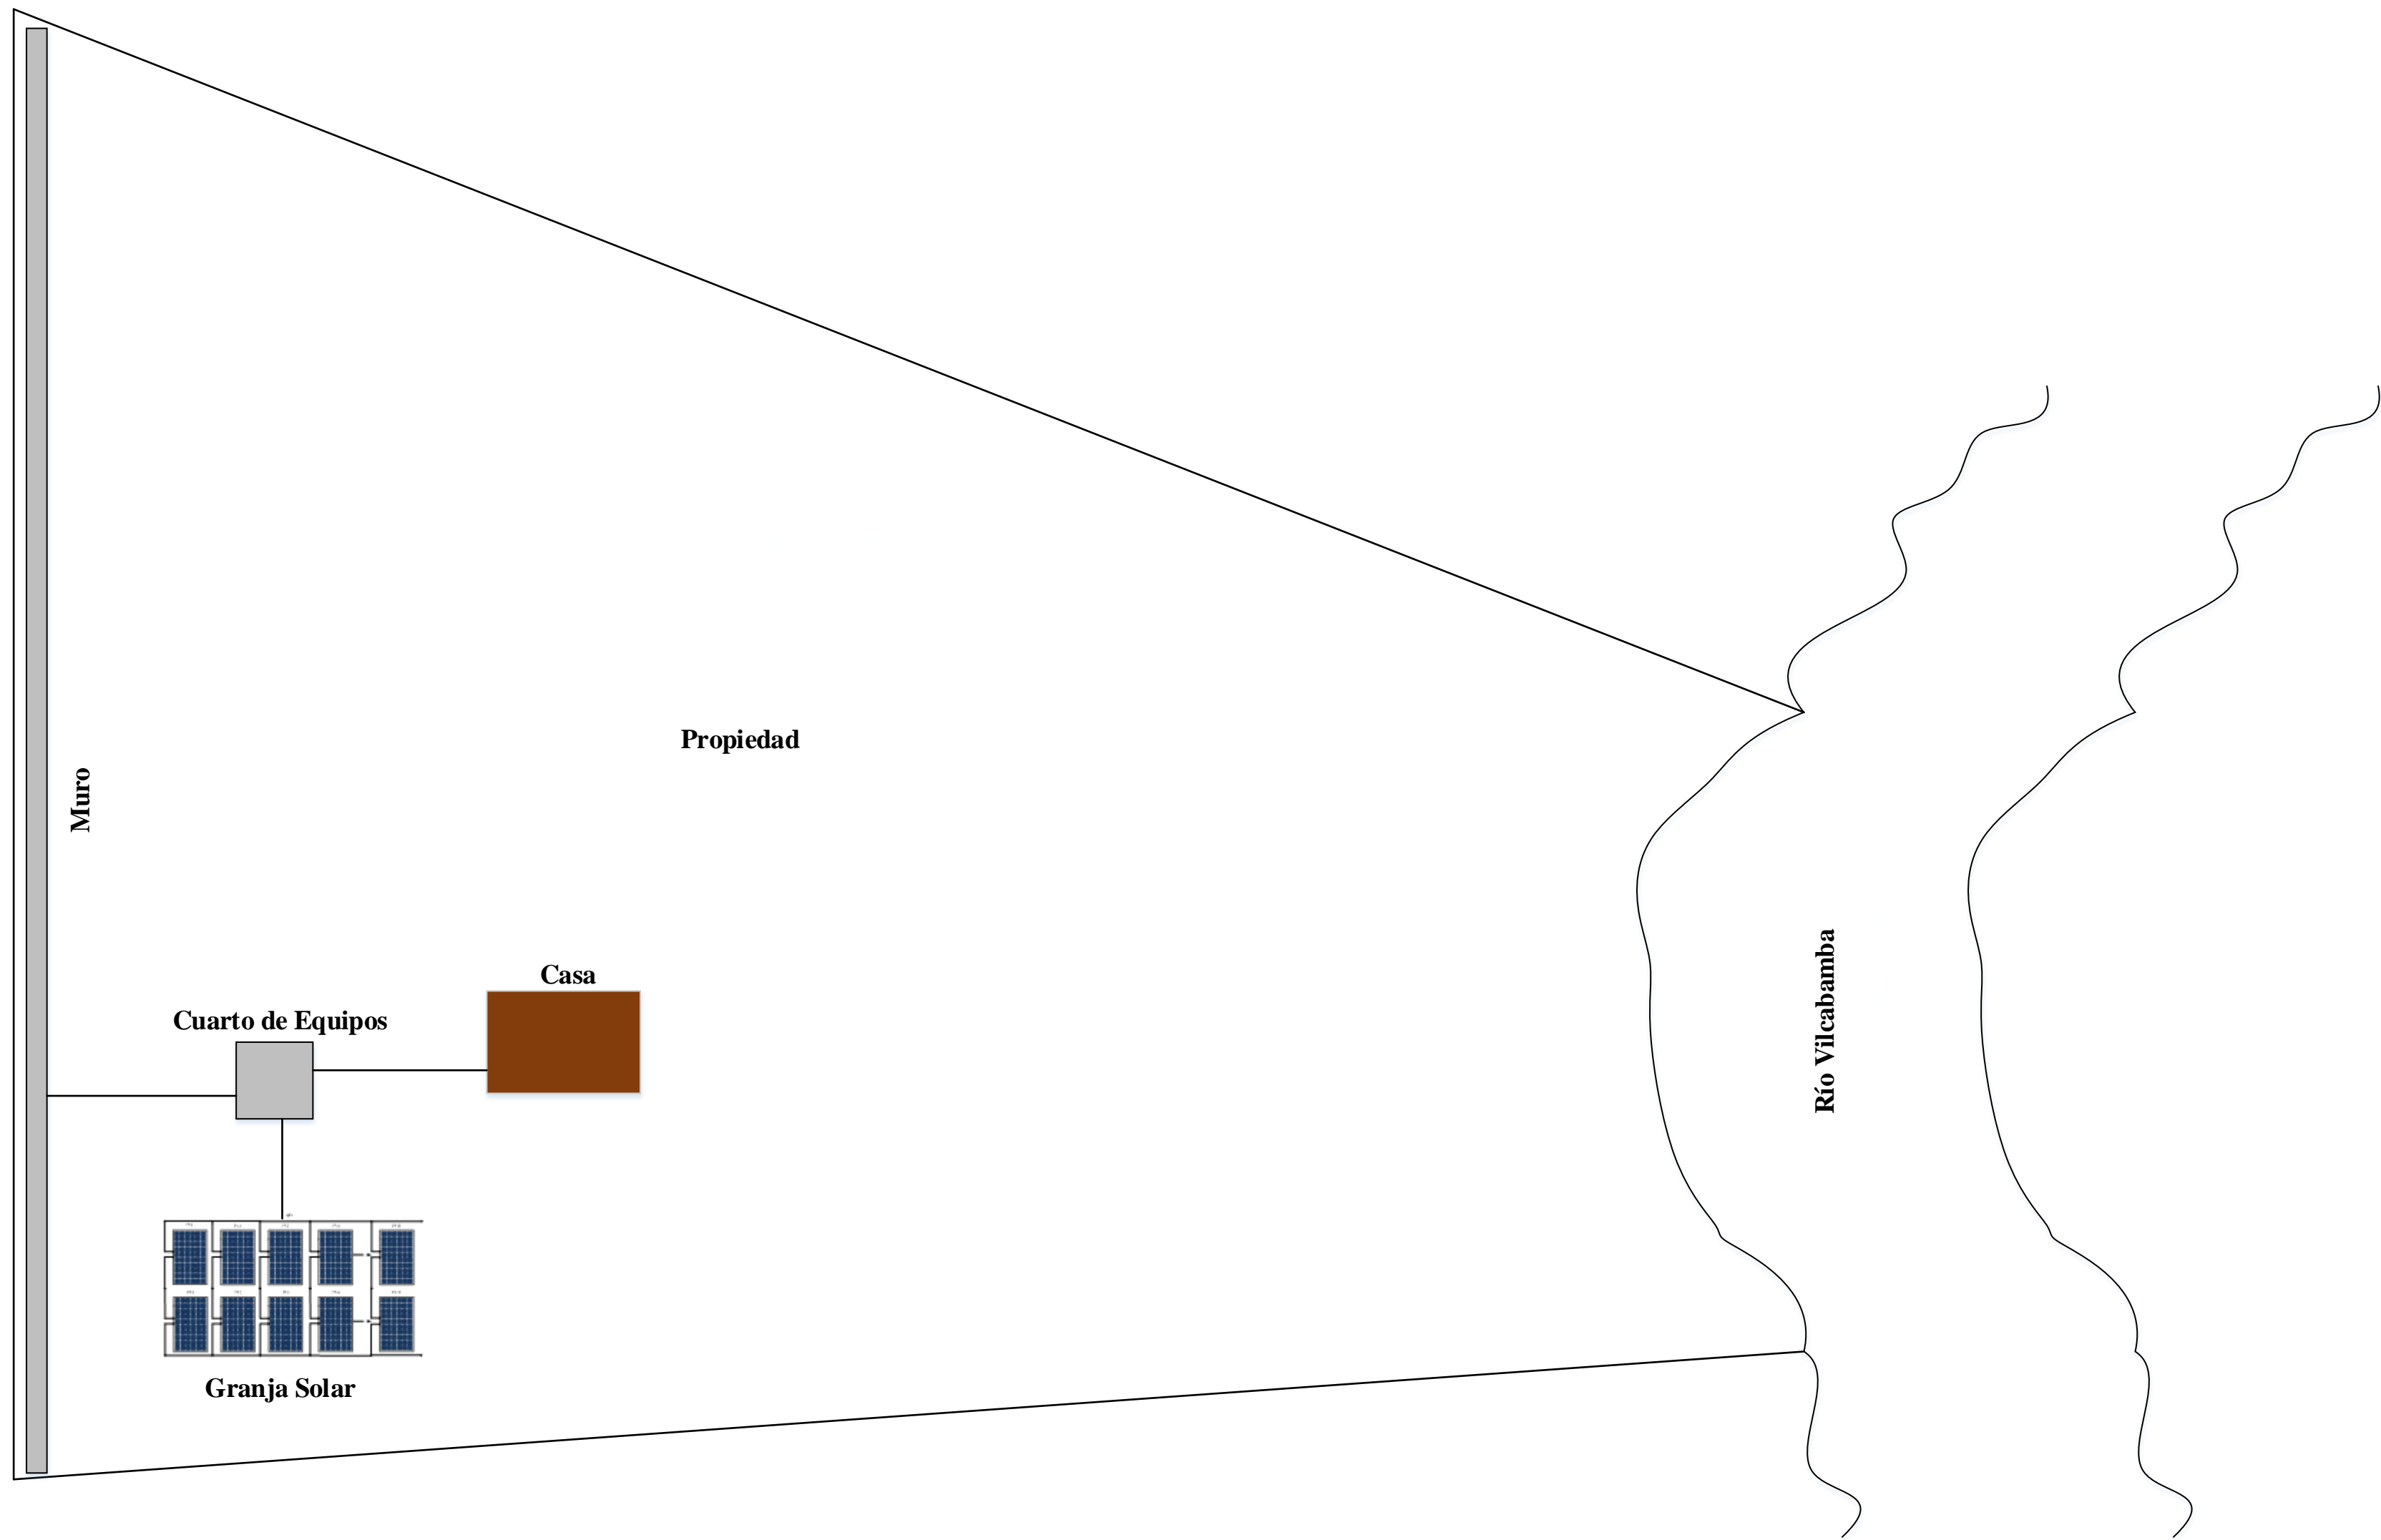 Propiedad
Muro
Casa
Río Vilcabamba
Cuarto de Equipos
Granja Solar